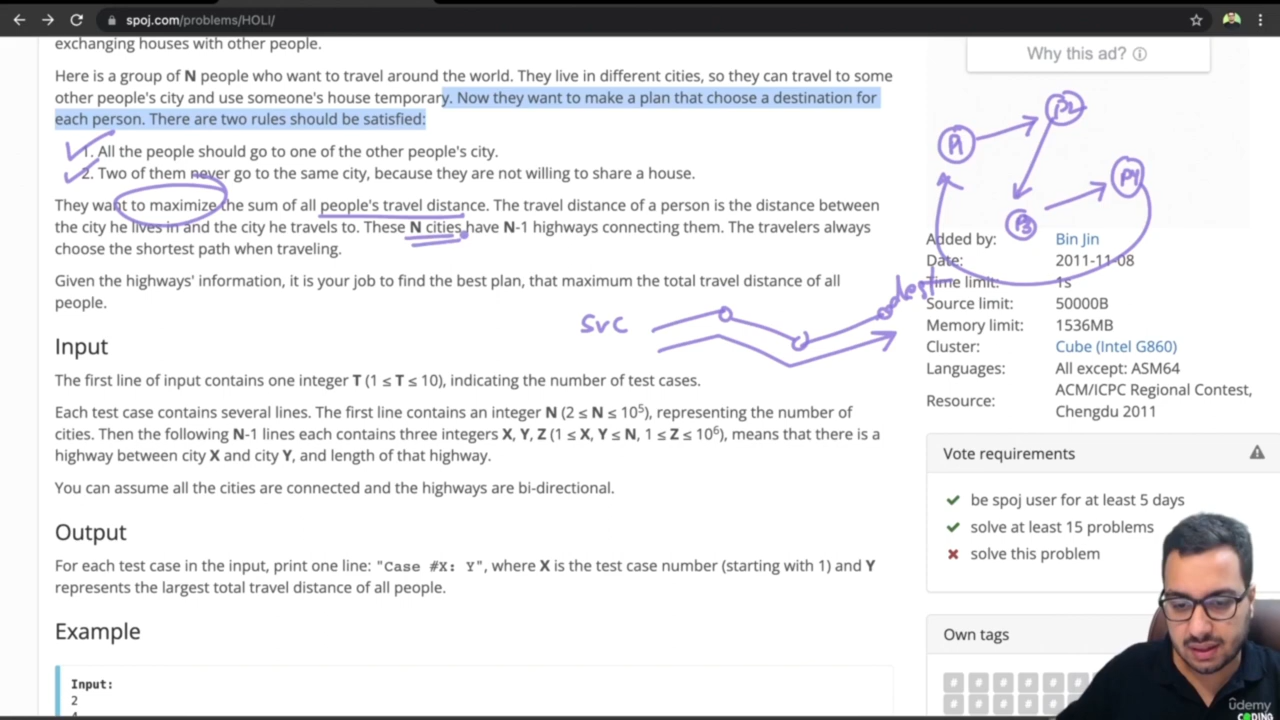 spoj.com/problems/HOLI/
exchanging houses with other people.
Here is a group of N people who want to travel around the world. They live in different cities, so they can travel to some
other people's city and use someone's house temporary. Now they want to make a plan that choose a destination for
each person. There are two rules should be satisfied:
1. All the people should go to one of the other people's city.
2. Two of them never go to the same city, because they are not willing to share a house.
They want to maximize the sum of all people's travel distance. The travel distance of a person is the distance between
the city he lives in and the city he travels to. These N cities have N-1 highways connecting them. The travelers always
choose the shortest path when traveling.
Given the highways' information, it is your job to find the best plan, that maximum the total travel distance of all
people.
src
dest
Input
The first line of input contains one integer T (1 ≤ T ≤ 10), indicating the number of test cases.
Each test case contains several lines. The first line contains an integer N (2 ≤ N ≤ 10⁵), representing the number of
cities. Then the following N-1 lines each contains three integers X, Y, Z (1 ≤ X, Y ≤ N, 1 ≤ Z ≤ 10⁶), means that there is a
highway between city X and city Y, and length of that highway.
You can assume all the cities are connected and the highways are bi-directional.
Output
For each test case in the input, print one line: "Case #X: Y", where X is the test case number (starting with 1) and Y
represents the largest total travel distance of all people.
Example
Input:
2
4
Why this ad?
P1
P2
P3
P4
Added by: Bin Jin
Date: 2011-11-08
Time limit: 1s
Source limit: 50000B
Memory limit: 1536MB
Cluster: Cube (Intel G860)
Languages: All except: ASM64
Resource: ACM/ICPC Regional Contest,
Chengdu 2011
Vote requirements
be spoj user for at least 5 days
solve at least 15 problems
solve this problem
Own tags
# # # # # # # # #
# # # # # # # # #
ûdemy
CODING